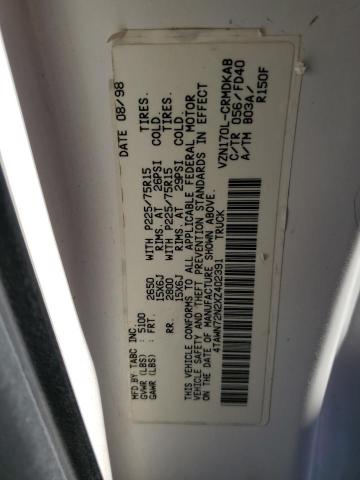 MFD BY TABC INC. DATE 08/98
GVWR (LBS) : 5100
GAWR (LBS) : FRT. 2650 WITH P225/75R15 TIRES.
15X6J RIMS. AT 26PSI COLD
RR. 2800 WITH P225/75R15 TIRES.
15X6J RIMS. AT 29PSI COLD.
THIS VEHICLE CONFORMS TO ALL APPLICABLE FEDERAL MOTOR
VEHICLE SAFETY AND BUMPER PREVENTION STANDARDS IN EFFECT
ON THE DATE OF MANUFACTURE SHOWN ABOVE.
4TAWN72N2XZ402391 TRUCK
VZN170L-CRMDKAB
C/TR 056/FD40
A/TM B03A/
R150F